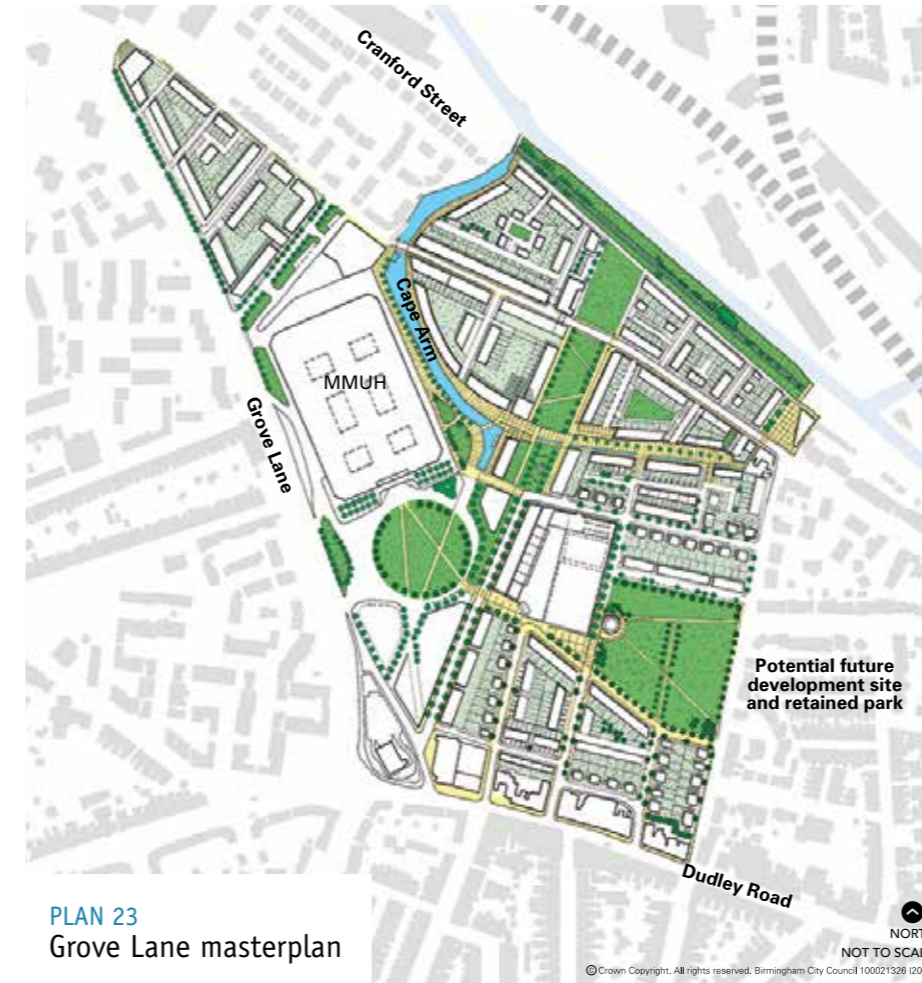 Cranford Street
Cape Arm
MMUH
Grove Lane
Potential future
development site
and retained park
Dudley Road
PLAN 23
Grove Lane masterplan
NORT
NOT TO SCAL
© Crown Copyright. All rights reserved. Birmingham City Council 100021326 (20